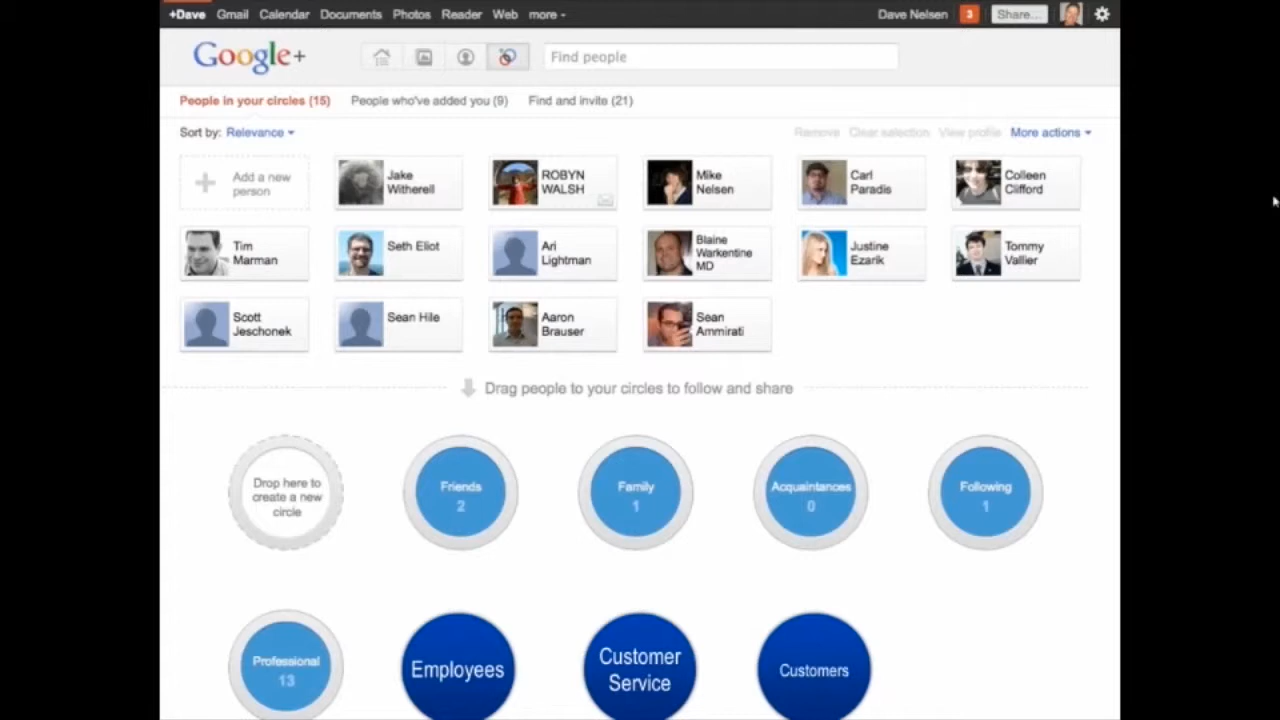 +Dave Gmail Calendar Documents Photos Reader Web more Dave Nelsen 3 Share...
Google+ Find people
People in your circles (15) People who've added you (9) Find and invite (21)
Sort by: Relevance Remove Clear selection View profile More actions
Add a new
person
Jake
Witherell
ROBYN
WALSH
Mike
Nelsen
Carl
Paradis
Colleen
Clifford
Tim
Marman
Seth Eliot
Ari
Lightman
Blaine
Warkentine
MD
Justine
Ezarik
Tommy
Vallier
Scott
Jeschonek
Sean Hile
Aaron
Brauser
Sean
Ammirati
Drag people to your circles to follow and share
Drop here to
create a new
circle
Friends
2
Family
1
Acquaintances
0
Following
1
Professional
13
Employees
Customer
Service
Customers